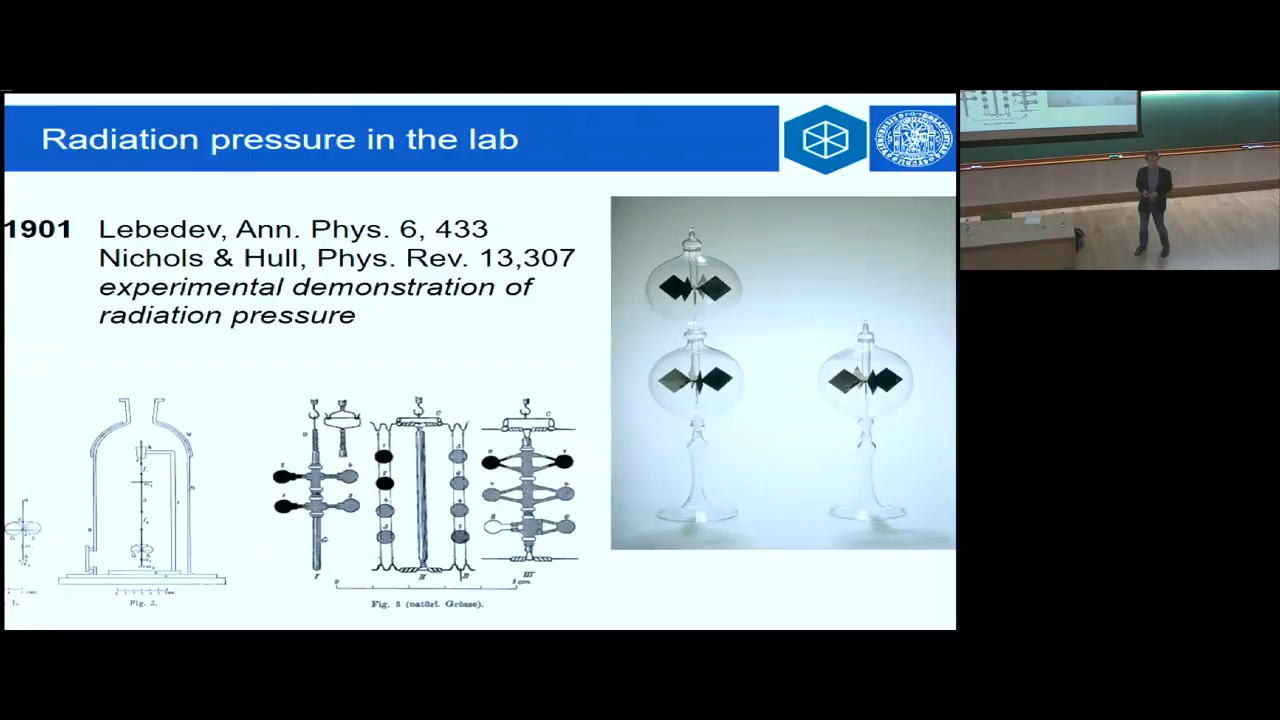 Radiation pressure in the lab
1901 Lebedev, Ann. Phys. 6, 433
Nichols & Hull, Phys. Rev. 13,307
experimental demonstration of
radiation pressure
Fig. 2.
Fig. 3 (natürl. Grösse).